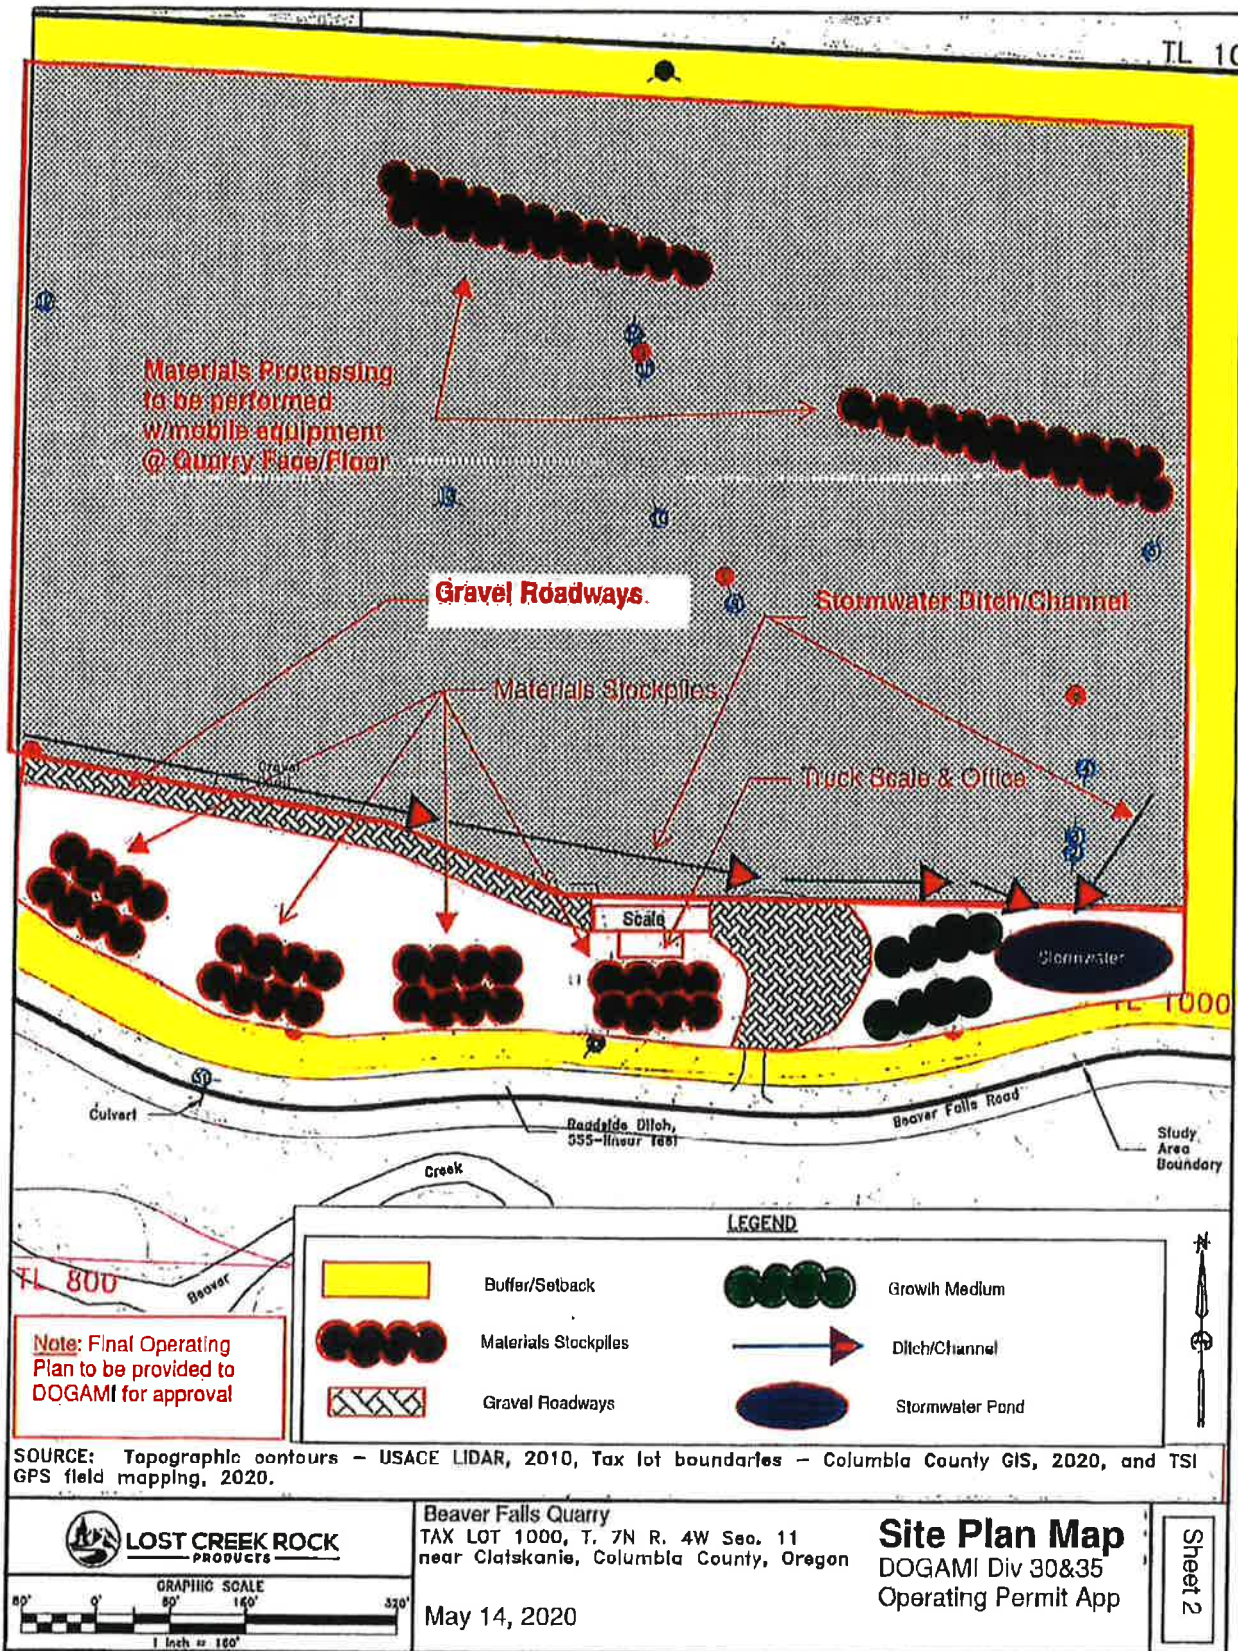 TL 10
Materials Processing
to be performed
w/mobile equipment
@ Quarry Face/Floor
Gravel Roadways.
Stormwater Ditch/Channel
Materials Stockpiles
Gravel
Truck Scale & Office
Scale
Stormwater
TL 1000
Culvert
Roadside Ditch,
555-linear feet
Beaver Falls Road
Study
Area
Boundary
Creek
Beaver
TL 800
LEGEND
Buffer/Setback
Growth Medium
Materials Stockpiles
Ditch/Channel
Gravel Roadways
Stormwater Pond
N
Note: Final Operating
Plan to be provided to
DOGAMI for approval
SOURCE: Topographic contours – USACE LIDAR, 2010, Tax lot boundaries – Columbia County GIS, 2020, and TSI
GPS field mapping, 2020.
LOST CREEK ROCK
PRODUCTS
GRAPHIC SCALE
80' 0' 80' 160' 320'
1 inch = 160'
Beaver Falls Quarry
TAX LOT 1000, T. 7N R. 4W Sec. 11
near Clatskanie, Columbia County, Oregon
May 14, 2020
Site Plan Map
DOGAMI Div 30&35
Operating Permit App
Sheet 2